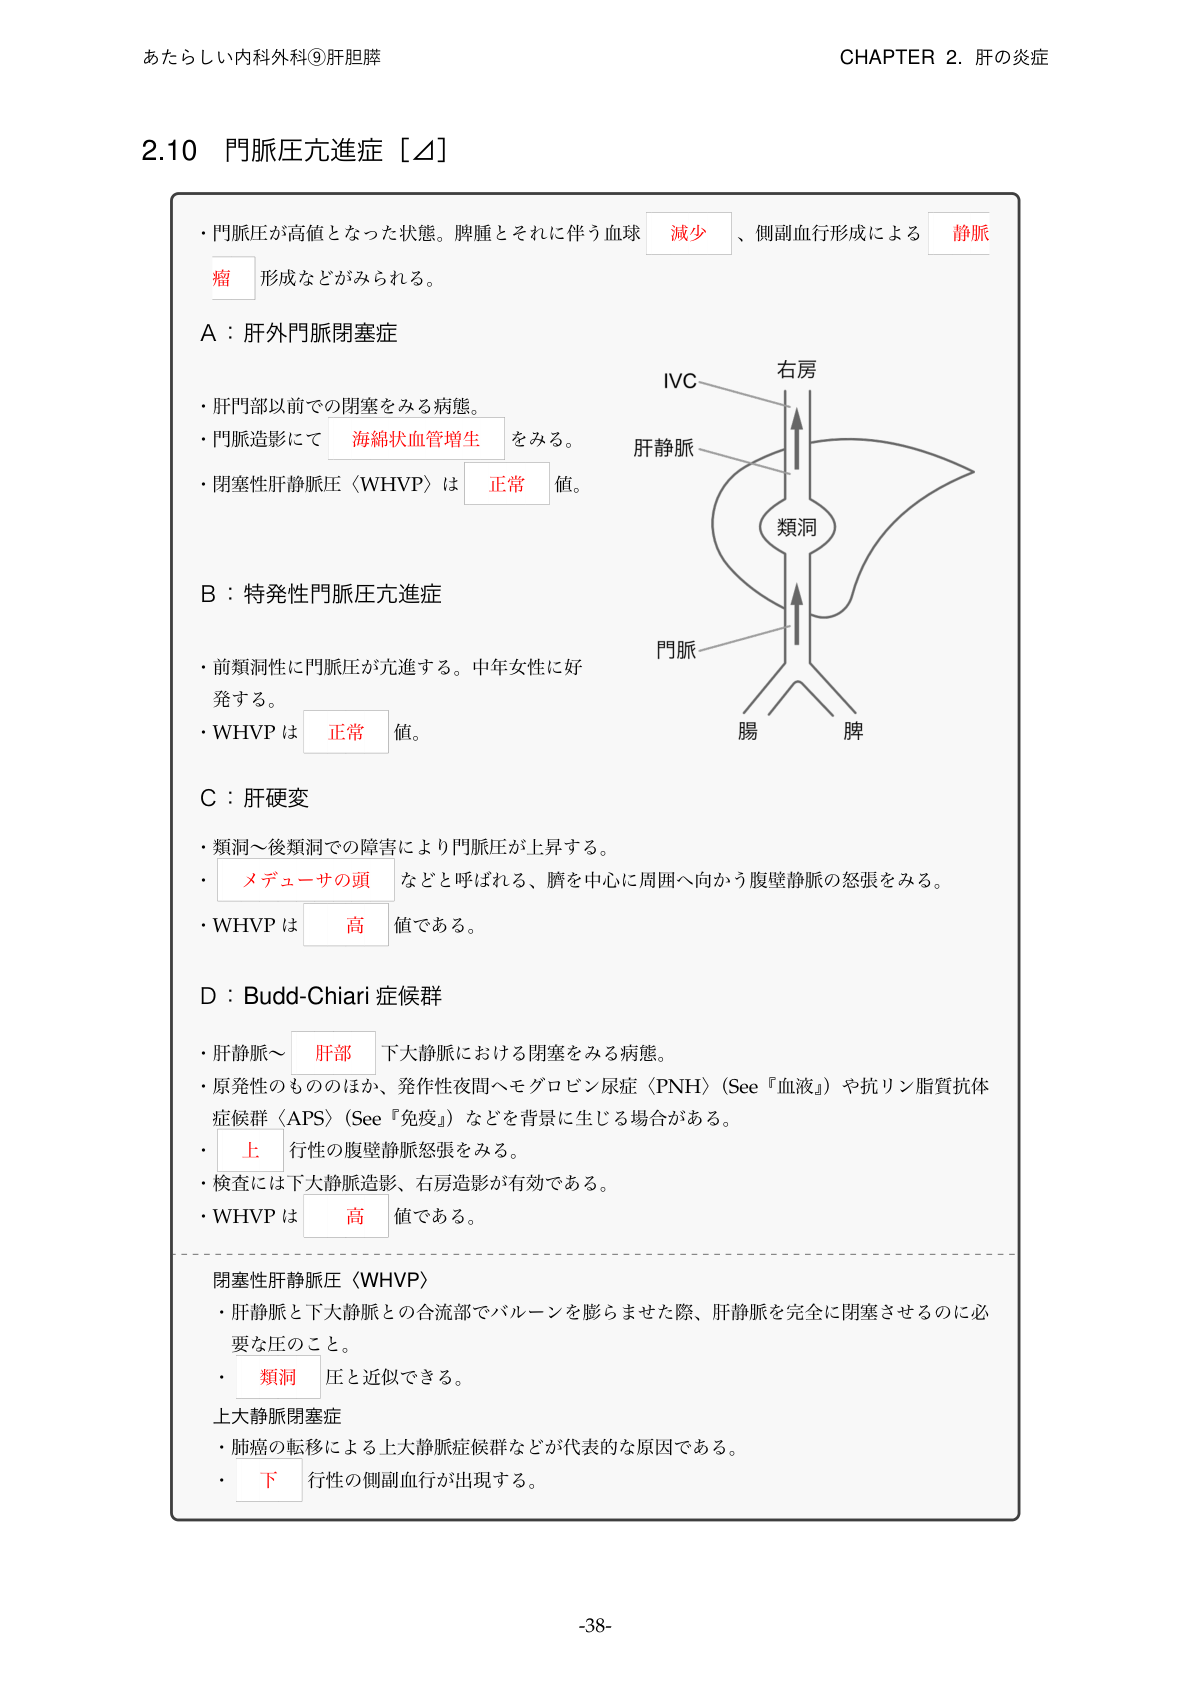 あたらしい内科外科⑨肝胆膵
CHAPTER 2. 肝の炎症
2.10 門脈圧亢進症［⊿］
・門脈圧が高値となった状態。脾腫とそれに伴う血球 減少 、側副血行形成による 静脈
瘤 形成などがみられる。
A：肝外門脈閉塞症
・肝門部以前での閉塞をみる病態。
・門脈造影にて 海綿状血管増生 をみる。
・閉塞性肝静脈圧〈WHVP〉は 正常 値。
右房
IVC
肝静脈
類洞
門脈
腸
脾
B：特発性門脈圧亢進症
・前類洞性に門脈圧が亢進する。中年女性に好
発する。
・WHVP は 正常 値。
C：肝硬変
・類洞〜後類洞での障害により門脈圧が上昇する。
・ メデューサの頭 などと呼ばれる、臍を中心に周囲へ向かう腹壁静脈の怒張をみる。
・WHVP は 高 値である。
D：Budd-Chiari 症候群
・肝静脈〜 肝部 下大静脈における閉塞をみる病態。
・原発性のもののほか、発作性夜間ヘモグロビン尿症〈PNH〉（See『血液』）や抗リン脂質抗体
症候群〈APS〉（See『免疫』）などを背景に生じる場合がある。
・ 上 行性の腹壁静脈怒張をみる。
・検査には下大静脈造影、右房造影が有効である。
・WHVP は 高 値である。
閉塞性肝静脈圧〈WHVP〉
・肝静脈と下大静脈との合流部でバルーンを膨らませた際、肝静脈を完全に閉塞させるのに必
要な圧のこと。
・ 類洞 圧と近似できる。
上大静脈閉塞症
・肺癌の転移による上大静脈症候群などが代表的な原因である。
・ 下 行性の側副血行が出現する。
-38-